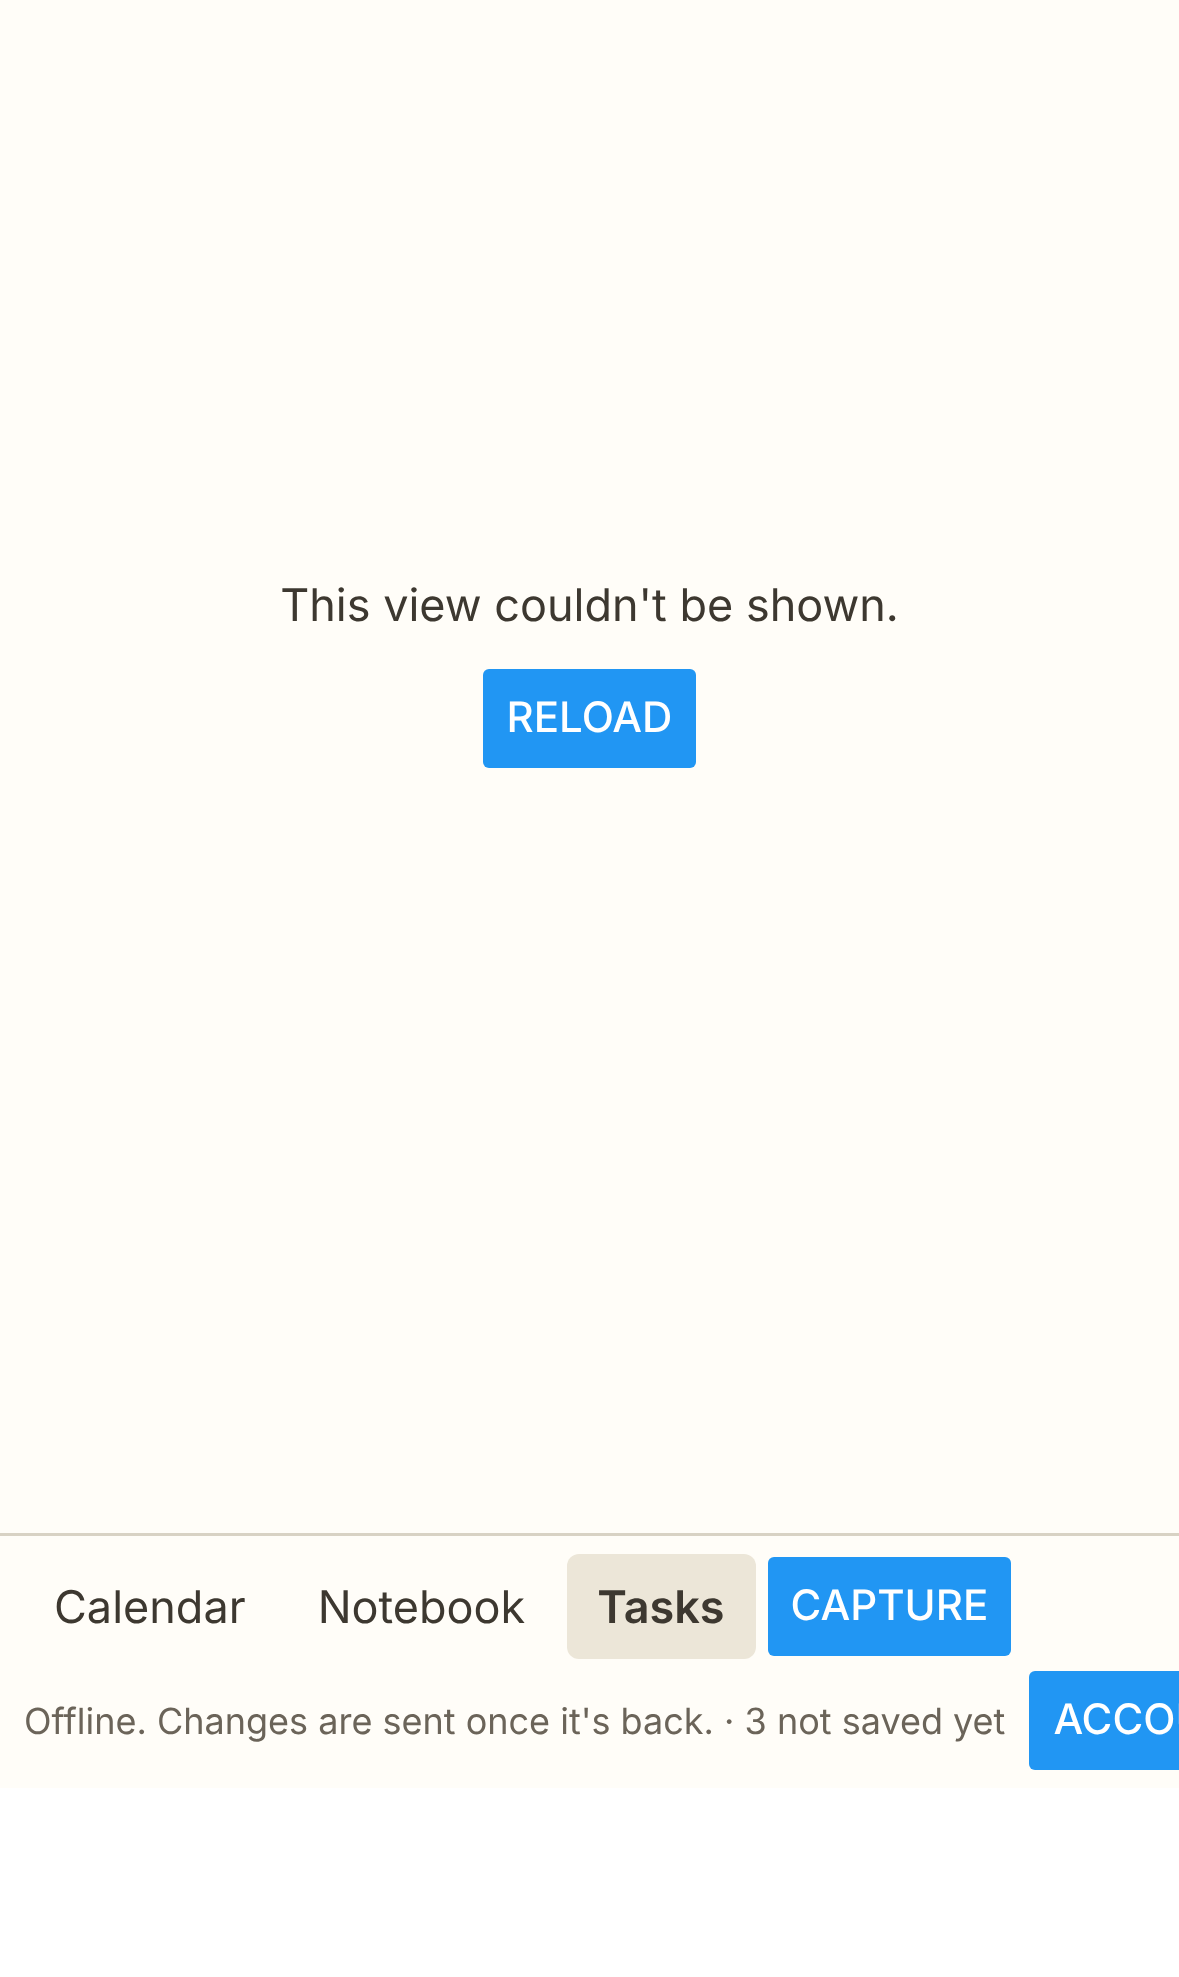 This view couldn't be shown.
RELOAD
Calendar Notebook Tasks CAPTURE
Offline. Changes are sent once it's back. · 3 not saved yet